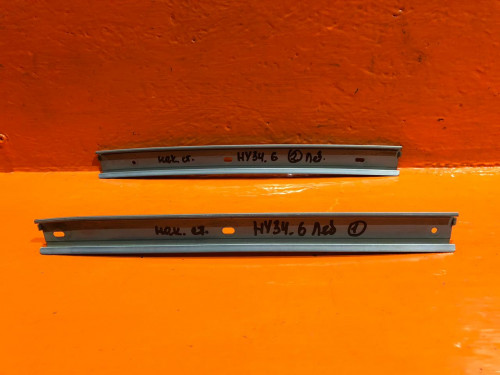 нак. ст. HY34.6 ② Лев.
нак. ст. HY34.6 Лев ①